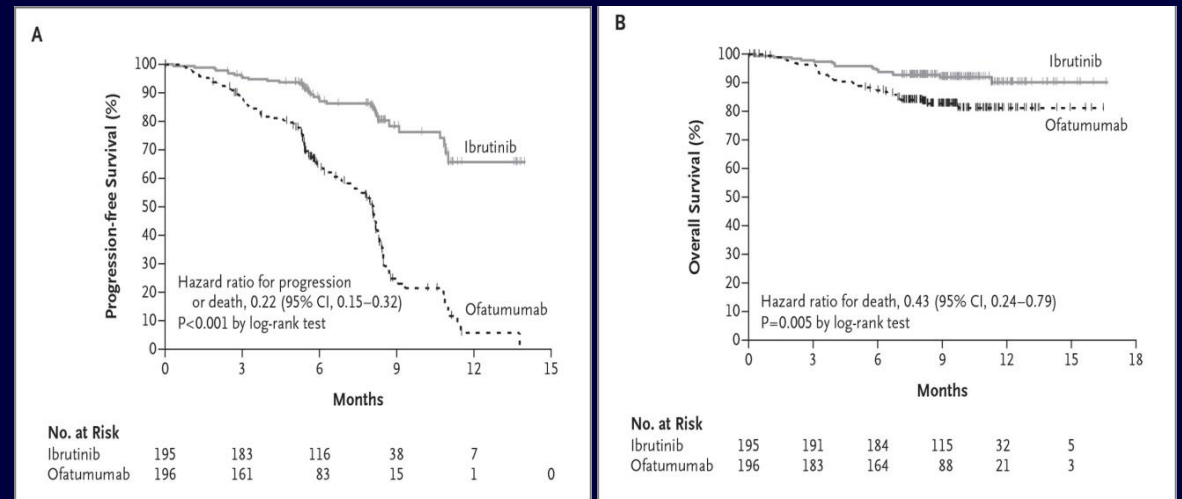 A
100
90
80
70
60
50
40
30
20
10
0
Progression-free Survival (%)
Ibrutinib
Ofatumumab
Hazard ratio for progression
or death, 0.22 (95% CI, 0.15–0.32)
P<0.001 by log-rank test
0 3 6 9 12 15
Months
No. at Risk
Ibrutinib 195 183 116 38 7
Ofatumumab 196 161 83 15 1 0
B
100
90
80
70
60
50
40
30
20
10
0
Overall Survival (%)
Ibrutinib
Ofatumumab
Hazard ratio for death, 0.43 (95% CI, 0.24–0.79)
P=0.005 by log-rank test
0 3 6 9 12 15 18
Months
No. at Risk
Ibrutinib 195 191 184 115 32 5
Ofatumumab 196 183 164 88 21 3